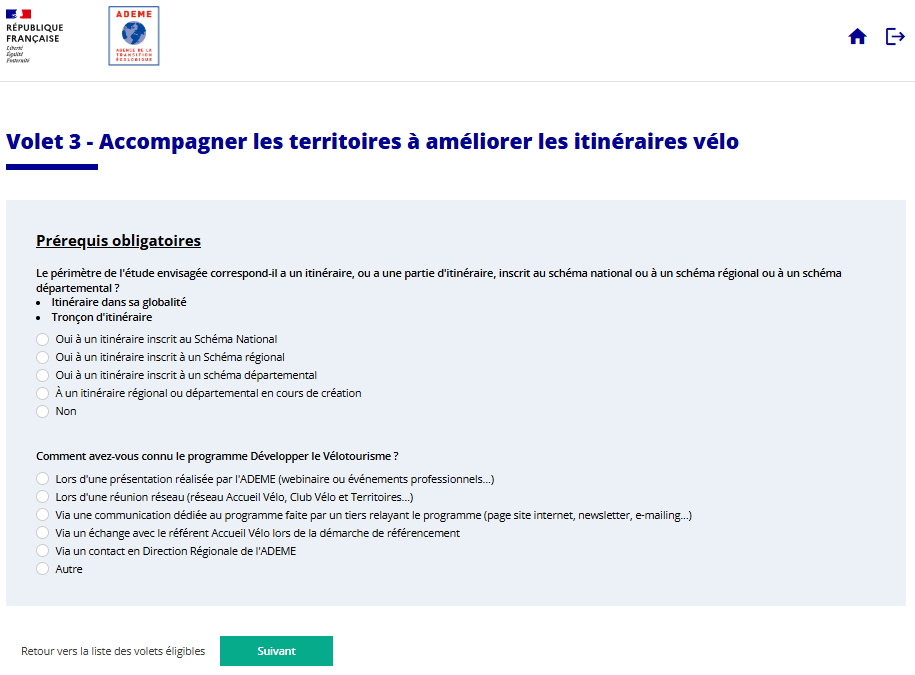 RÉPUBLIQUE
FRANÇAISE
Liberté
Égalité
Fraternité
ADEME
AGENCE DE LA
TRANSITION
ÉCOLOGIQUE
Volet 3 - Accompagner les territoires à améliorer les itinéraires vélo
Prérequis obligatoires
Le périmètre de l'étude envisagée correspond-il a un itinéraire, ou a une partie d'itinéraire, inscrit au schéma national ou à un schéma régional ou à un schéma
départemental ?
• Itinéraire dans sa globalité
• Tronçon d'itinéraire
Oui à un itinéraire inscrit au Schéma National
Oui à un itinéraire inscrit à un Schéma régional
Oui à un itinéraire inscrit à un schéma départemental
À un itinéraire régional ou départemental en cours de création
Non
Comment avez-vous connu le programme Développer le Vélotourisme ?
Lors d'une présentation réalisée par l'ADEME (webinaire ou événements professionnels...)
Lors d'une réunion réseau (réseau Accueil Vélo, Club Vélo et Territoires...)
Via une communication dédiée au programme faite par un tiers relayant le programme (page site internet, newsletter, e-mailing...)
Via un échange avec le référent Accueil Vélo lors de la démarche de référencement
Via un contact en Direction Régionale de l'ADEME
Autre
Retour vers la liste des volets éligibles
Suivant